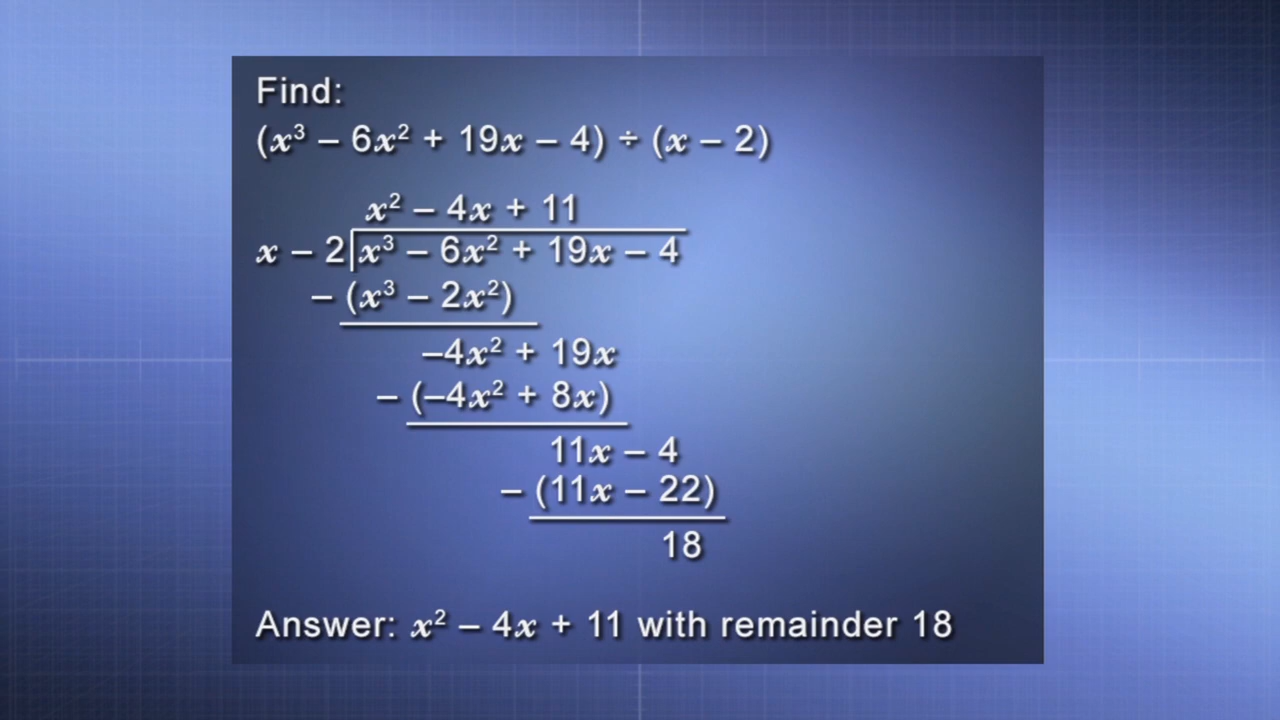 Find:
(x³ – 6x² + 19x – 4) ÷ (x – 2)
x² – 4x + 11
x – 2|x³ – 6x² + 19x – 4
– (x³ – 2x²)
–4x² + 19x
– (–4x² + 8x)
11x – 4
– (11x – 22)
18
Answer: x² – 4x + 11 with remainder 18